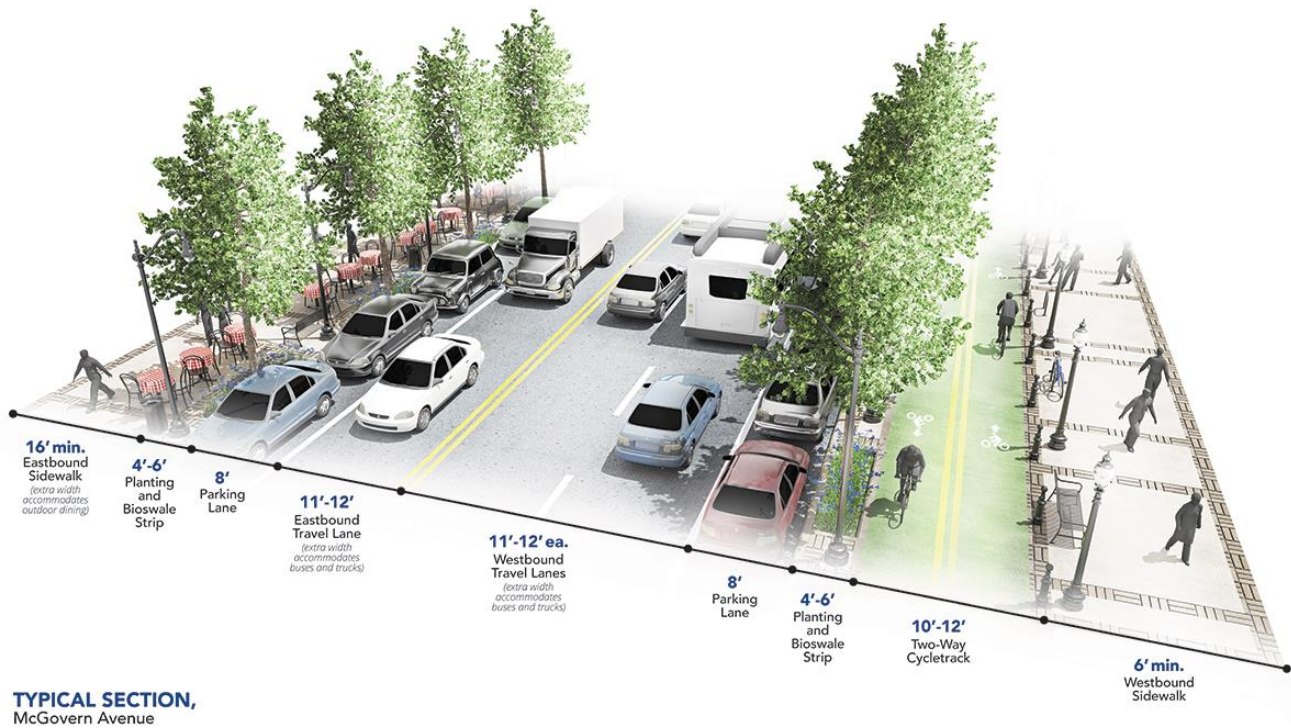 16' min.
Eastbound
Sidewalk
(extra width
accommodates
outdoor dining)
4'-6'
Planting
and
Bioswale
Strip
8'
Parking
Lane
11'-12'
Eastbound
Travel Lane
(extra width
accommodates
buses and trucks)
11'-12' ea.
Westbound
Travel Lanes
(extra width
accommodates
buses and trucks)
8'
Parking
Lane
4'-6'
Planting
and
Bioswale
Strip
10'-12'
Two-Way
Cycletrack
6' min.
Westbound
Sidewalk
TYPICAL SECTION,
McGovern Avenue